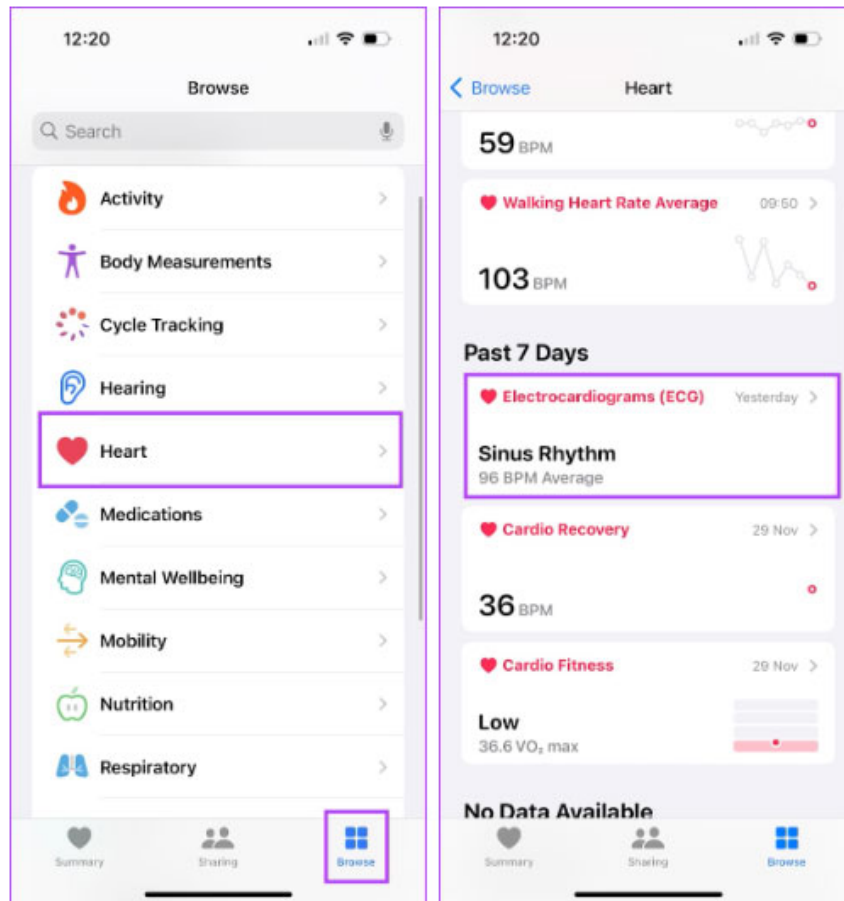 12:20
Browse
Search
Activity
Body Measurements
Cycle Tracking
Hearing
Heart
Medications
Mental Wellbeing
Mobility
Nutrition
Respiratory
Summary
Sharing
Browse
12:20
Browse Heart
59 BPM
Walking Heart Rate Average 09:50
103 BPM
Past 7 Days
Electrocardiograms (ECG) Yesterday
Sinus Rhythm
96 BPM Average
Cardio Recovery 29 Nov
36 BPM
Cardio Fitness 29 Nov
Low
36.6 VO₂ max
No Data Available
Summary
Sharing
Browse